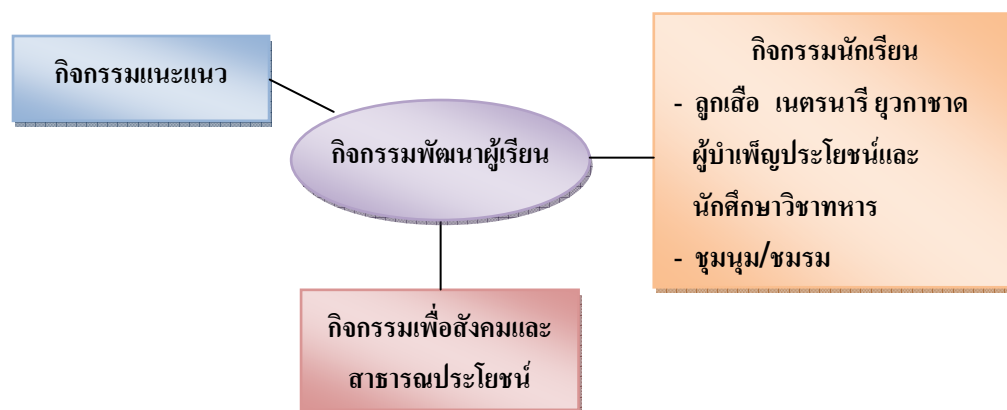 กิจกรรมแนะแนว
กิจกรรมพัฒนาผู้เรียน
กิจกรรมนักเรียน
- ลูกเสือ เนตรนารี ยุวกาชาด
ผู้บำเพ็ญประโยชน์และ
นักศึกษาวิชาทหาร
- ชุมนุม/ชมรม
กิจกรรมเพื่อสังคมและ
สาธารณประโยชน์